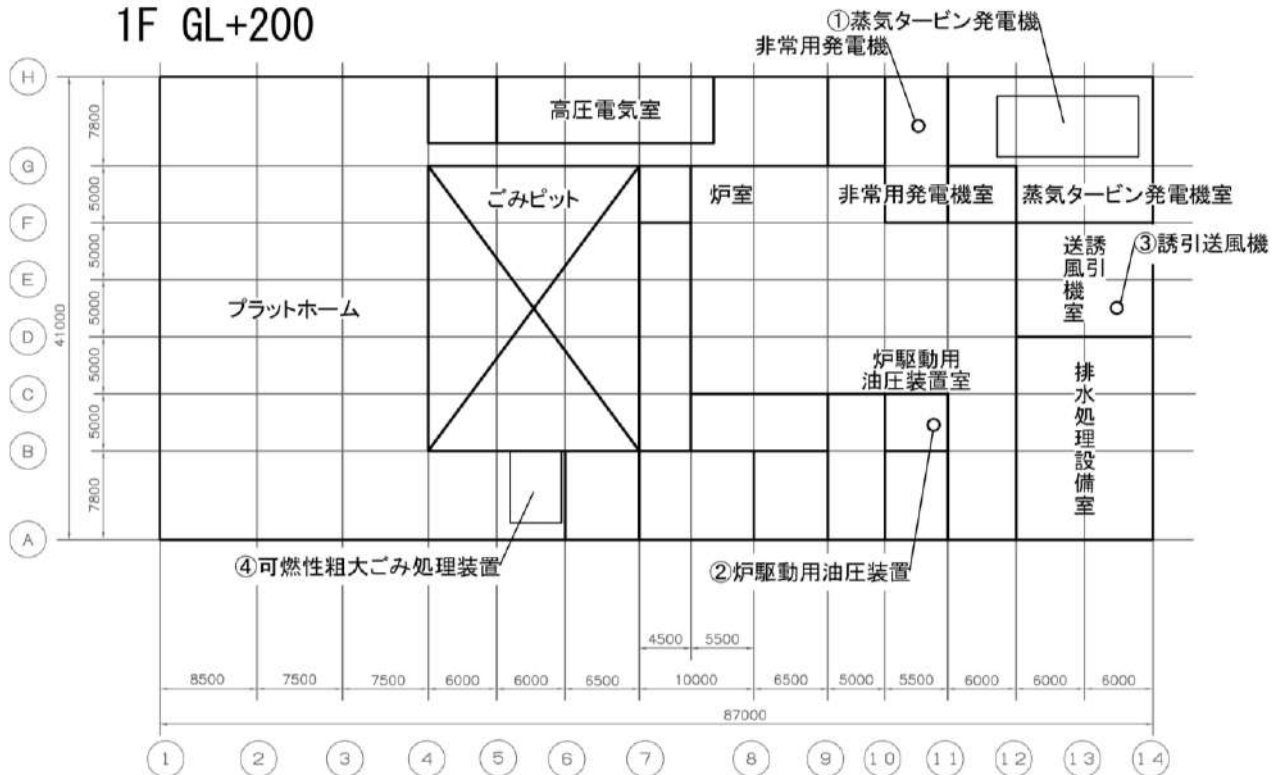 1F GL+200
①蒸気タービン発電機
非常用発電機
H
7800
高圧電気室
G
5000
ごみピット
炉室
非常用発電機室
蒸気タービン発電機室
F
5000
誘引
送風機室
③誘引送風機
E
41000
5000
プラットホーム
D
5000
炉駆動用
油圧装置室
排水処理設備室
C
5000
B
7800
A
④可燃性粗大ごみ処理装置
②炉駆動用油圧装置
4500
5500
8500
7500
7500
6000
6000
6500
10000
6500
5000
5500
6000
6000
6000
87000
1
2
3
4
5
6
7
8
9
10
11
12
13
14